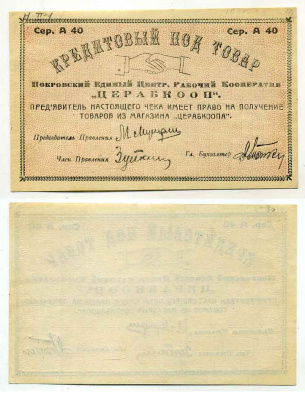 Сер. А 40 Сер. А 40
КРЕДИТОВЫЙ ПОД ТОВАР
Покровский Единый Центр. Рабочий Кооператив
„ЦЕРАБКООП“.
ПРЕД'ЯВИТЕЛЬ НАСТОЯЩЕГО ЧЕКА ИМЕЕТ ПРАВО НА ПОЛУЧЕНИЕ
ТОВАРОВ ИЗ МАГАЗИНА „ЦЕРАБКООПА“.
Председатель Правления
Член Правления Гл. Бухгалтер